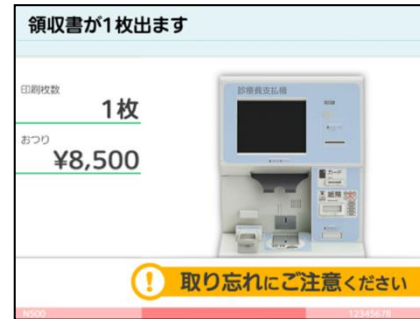 領収書が1枚出ます
印刷枚数
1枚
おつり
¥8,500
診療費支払機
取り忘れにご注意ください
N500
12345678